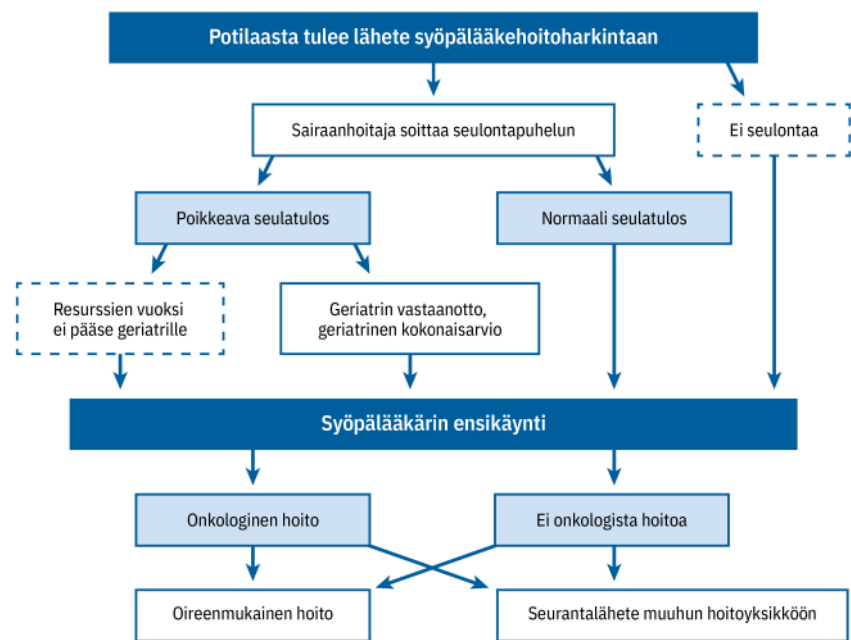 Potilaasta tulee lähete syöpälääkehoitoharkintaan
Sairaanhoitaja soittaa seulontapuhelun
Ei seulontaa
Poikkeava seulatulos
Normaali seulatulos
Resurssien vuoksi
ei pääse geriatrille
Geriatrin vastaanotto,
geriatrinen kokonaisarvio
Syöpälääkärin ensikäynti
Onkologinen hoito
Ei onkologista hoitoa
Oireenmukainen hoito
Seurantalähete muuhun hoitoyksikköön